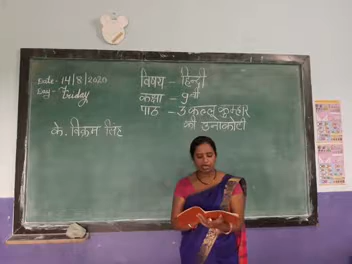 Date:- 14/8/2020
Day:- Friday
विषय - हिन्दी
कक्षा - 9वीं
पाठ - 3 कल्लू कुम्हार
की उनाकोटी
के. विक्रम सिंह